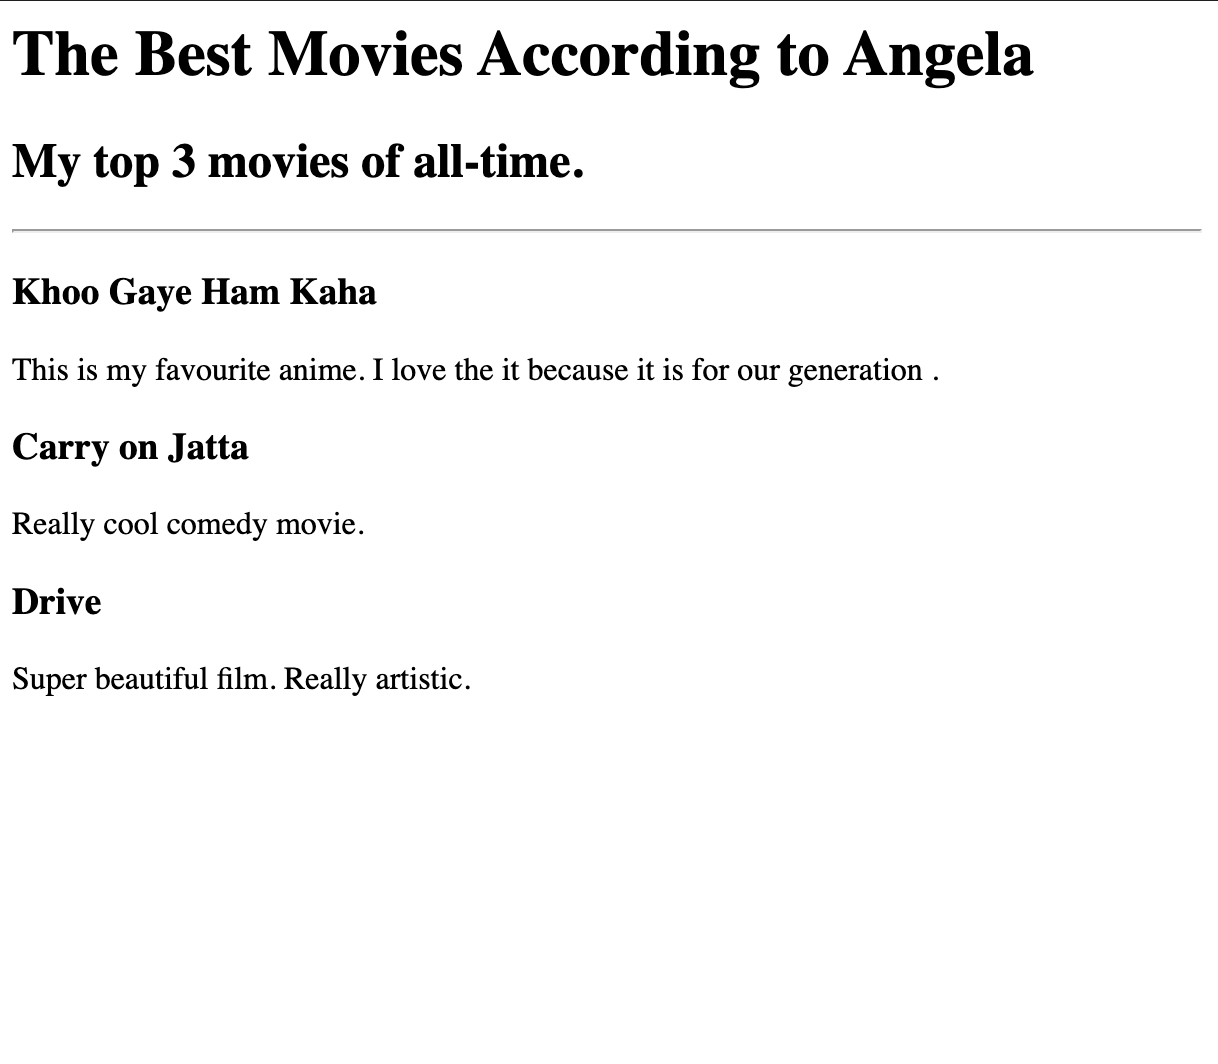 The Best Movies According to Angela
My top 3 movies of all-time.
Khoo Gaye Ham Kaha
This is my favourite anime. I love the it because it is for our generation .
Carry on Jatta
Really cool comedy movie.
Drive
Super beautiful film. Really artistic.